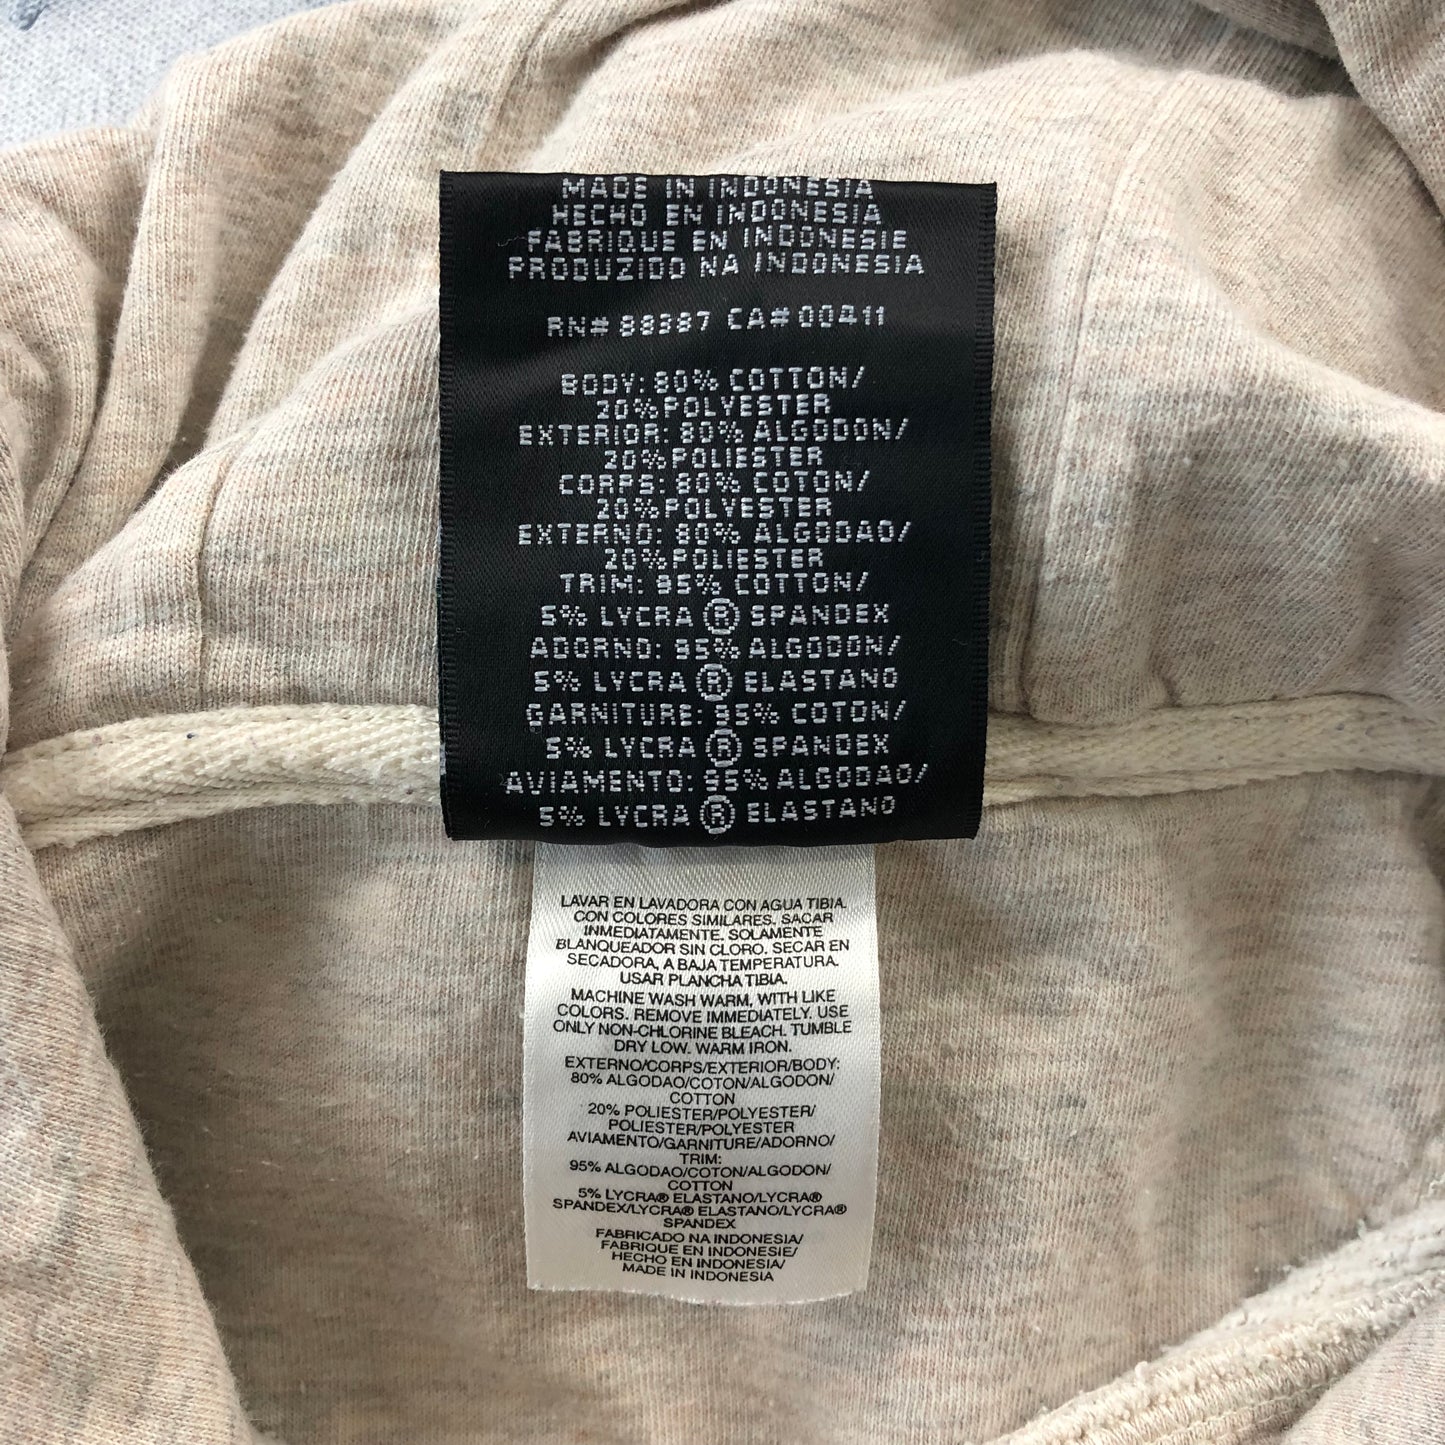 MADE IN INDONESIA
HECHO EN INDONESIA
FABRIQUE EN INDONESIE
PRODUZIDO NA INDONESIA
RN# 88387 CA# 00411
BODY: 80% COTTON/
20% POLYESTER
EXTERIOR: 80% ALGODON/
20% POLIESTER
CORPS: 80% COTON/
20% POLYESTER
EXTERNO: 80% ALGODAO/
20% POLIESTER
TRIM: 95% COTTON/
5% LYCRA ® SPANDEX
ADORNO: 95% ALGODON/
5% LYCRA ® ELASTANO
GARNITURE: 95% COTON/
5% LYCRA ® SPANDEX
AVIAMENTO: 95% ALGODAO/
5% LYCRA ® ELASTANO
LAVAR EN LAVADORA CON AGUA TIBIA.
CON COLORES SIMILARES. SACAR
INMEDIATAMENTE. SOLAMENTE
BLANQUEADOR SIN CLORO. SECAR EN
SECADORA, A BAJA TEMPERATURA.
USAR PLANCHA TIBIA.
MACHINE WASH WARM, WITH LIKE
COLORS. REMOVE IMMEDIATELY. USE
ONLY NON-CHLORINE BLEACH. TUMBLE
DRY LOW. WARM IRON.
EXTERNO/CORPS/EXTERIOR/BODY:
80% ALGODAO/COTON/ALGODON/
COTTON
20% POLIESTER/POLYESTER/
POLIESTER/POLYESTER
AVIAMENTO/GARNITURE/ADORNO/
TRIM:
95% ALGODAO/COTON/ALGODON/
COTTON
5% LYCRA® ELASTANO/LYCRA®
SPANDEX/LYCRA® ELASTANO/LYCRA®
SPANDEX
FABRICADO NA INDONESIA/
FABRIQUE EN INDONESIE/
HECHO EN INDONESIA/
MADE IN INDONESIA